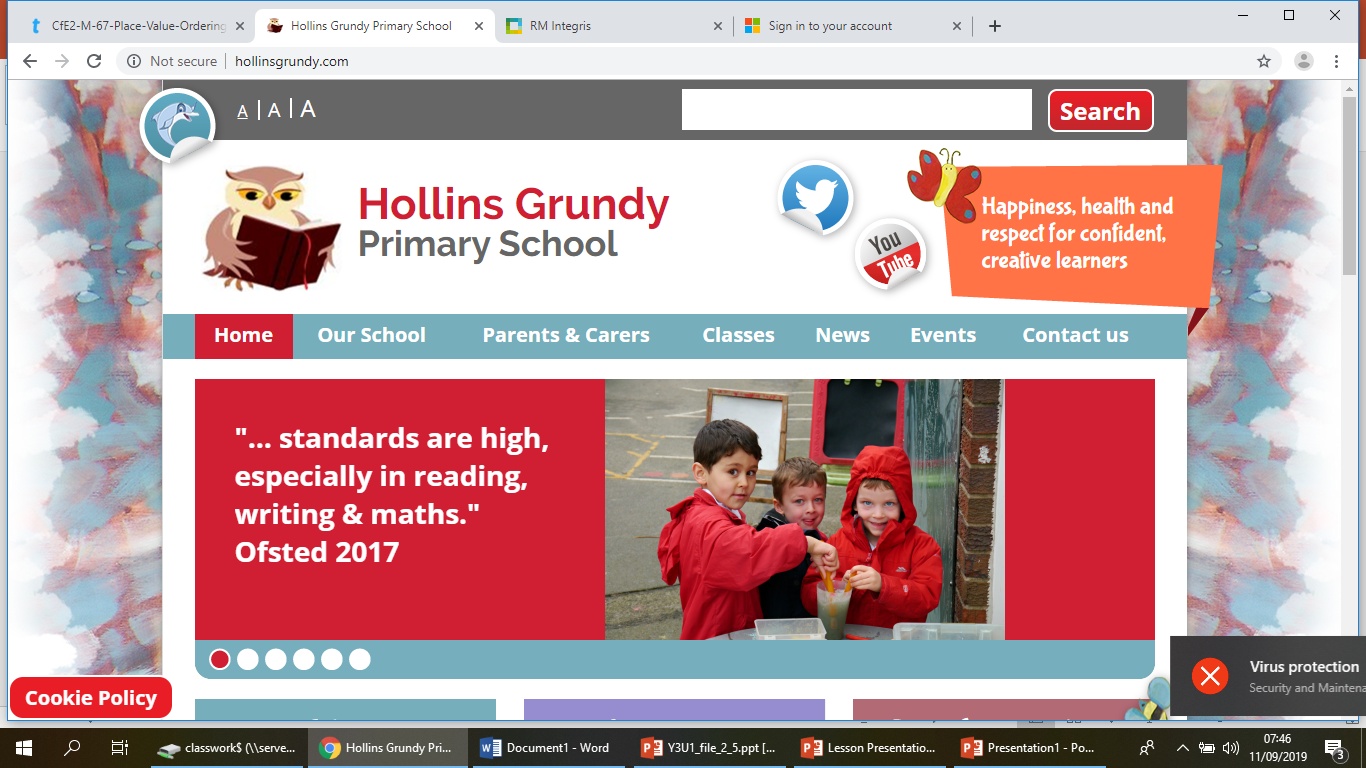 CfE2-M-67-Place-Value-Ordering
Hollins Grundy Primary School
RM Integris
Sign in to your account
Not secure
hollinsgrundy.com
A | A | A
Search
Hollins Grundy
Primary School
You
Tube
Happiness, health and
respect for confident,
creative learners
Home
Our School
Parents & Carers
Classes
News
Events
Contact us
"... standards are high,
especially in reading,
writing & maths."
Ofsted 2017
Cookie Policy
Virus protection
Security and Maintena
classwork$ (\\serve...
Hollins Grundy Pri...
Document1 - Word
Y3U1_file_2_5.ppt [...
Lesson Presentatio...
Presentation1 - Po...
07:46
11/09/2019
3